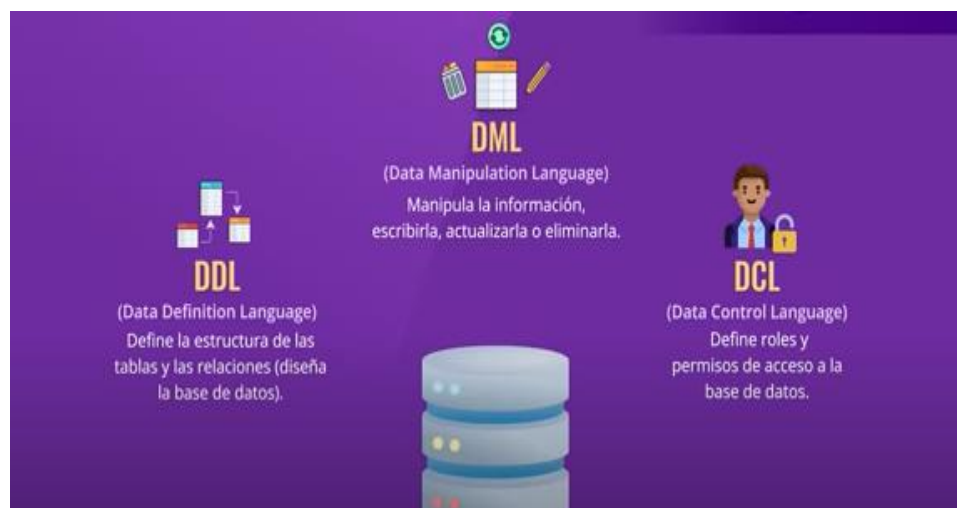 DML
(Data Manipulation Language)
Manipula la información,
escribirla, actualizarla o eliminarla.
DDL
(Data Definition Language)
Define la estructura de las
tablas y las relaciones (diseña
la base de datos).
DCL
(Data Control Language)
Define roles y
permisos de acceso a la
base de datos.